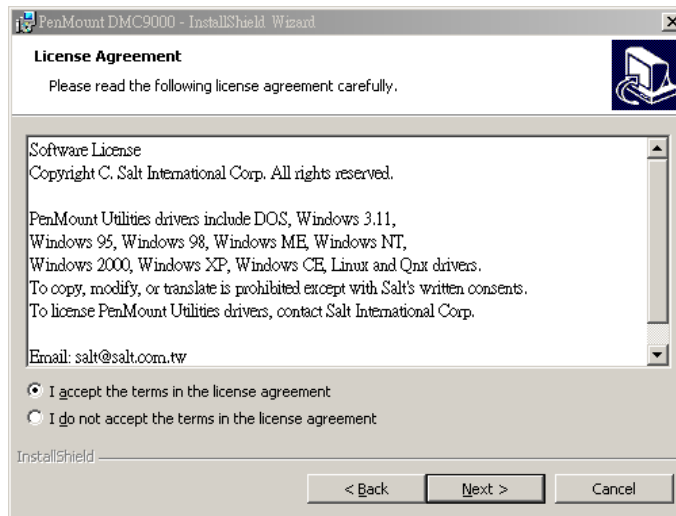 PenMount DMC9000 - InstallShield Wizard
License Agreement
Please read the following license agreement carefully.
Software License
Copyright C. Salt International Corp. All rights reserved.
PenMount Utilities drivers include DOS, Windows 3.11,
Windows 95, Windows 98, Windows ME, Windows NT,
Windows 2000, Windows XP, Windows CE, Linux and Qnx drivers.
To copy, modify, or translate is prohibited except with Salt's written consents.
To license PenMount Utilities drivers, contact Salt International Corp.
Email: salt@salt.com.tw
I accept the terms in the license agreement
I do not accept the terms in the license agreement
InstallShield
< Back Next > Cancel